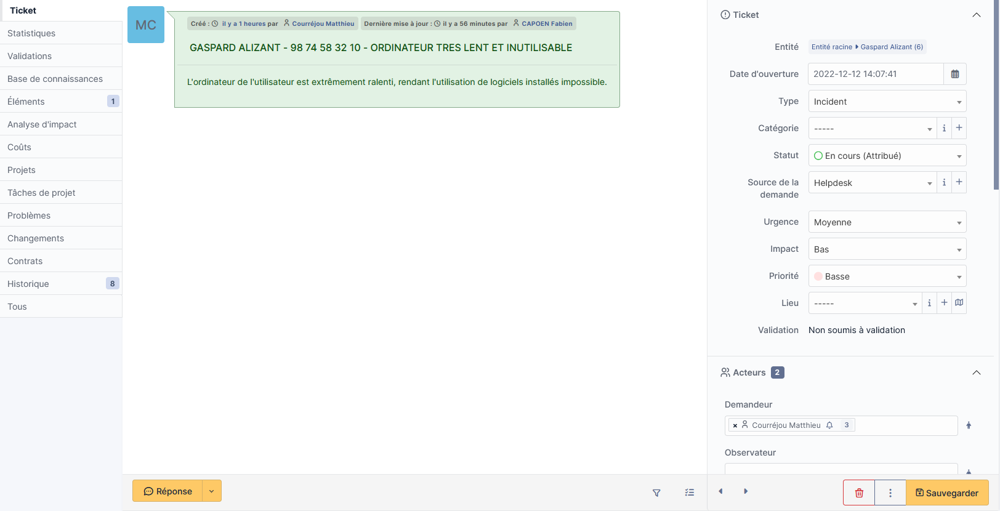 Ticket
Statistiques
Validations
Base de connaissances
Éléments 1
Analyse d'impact
Coûts
Projets
Tâches de projet
Problèmes
Changements
Contrats
Historique 8
Tous
MC
Créé : il y a 1 heures par Courréjou Matthieu Dernière mise à jour : il y a 56 minutes par CAPOEN Fabien
GASPARD ALIZANT - 98 74 58 32 10 - ORDINATEUR TRES LENT ET INUTILISABLE
L'ordinateur de l'utilisateur est extrêmement ralenti, rendant l'utilisation de logiciels installés impossible.
Réponse
Ticket
Entité Entité racine Gaspard Alizant (6)
Date d'ouverture 2022-12-12 14:07:41
Type Incident
Catégorie -----
Statut En cours (Attribué)
Source de la demande Helpdesk
Urgence Moyenne
Impact Bas
Priorité Basse
Lieu -----
Validation Non soumis à validation
Acteurs 2
Demandeur
× Courréjou Matthieu 3
Observateur
Sauvegarder